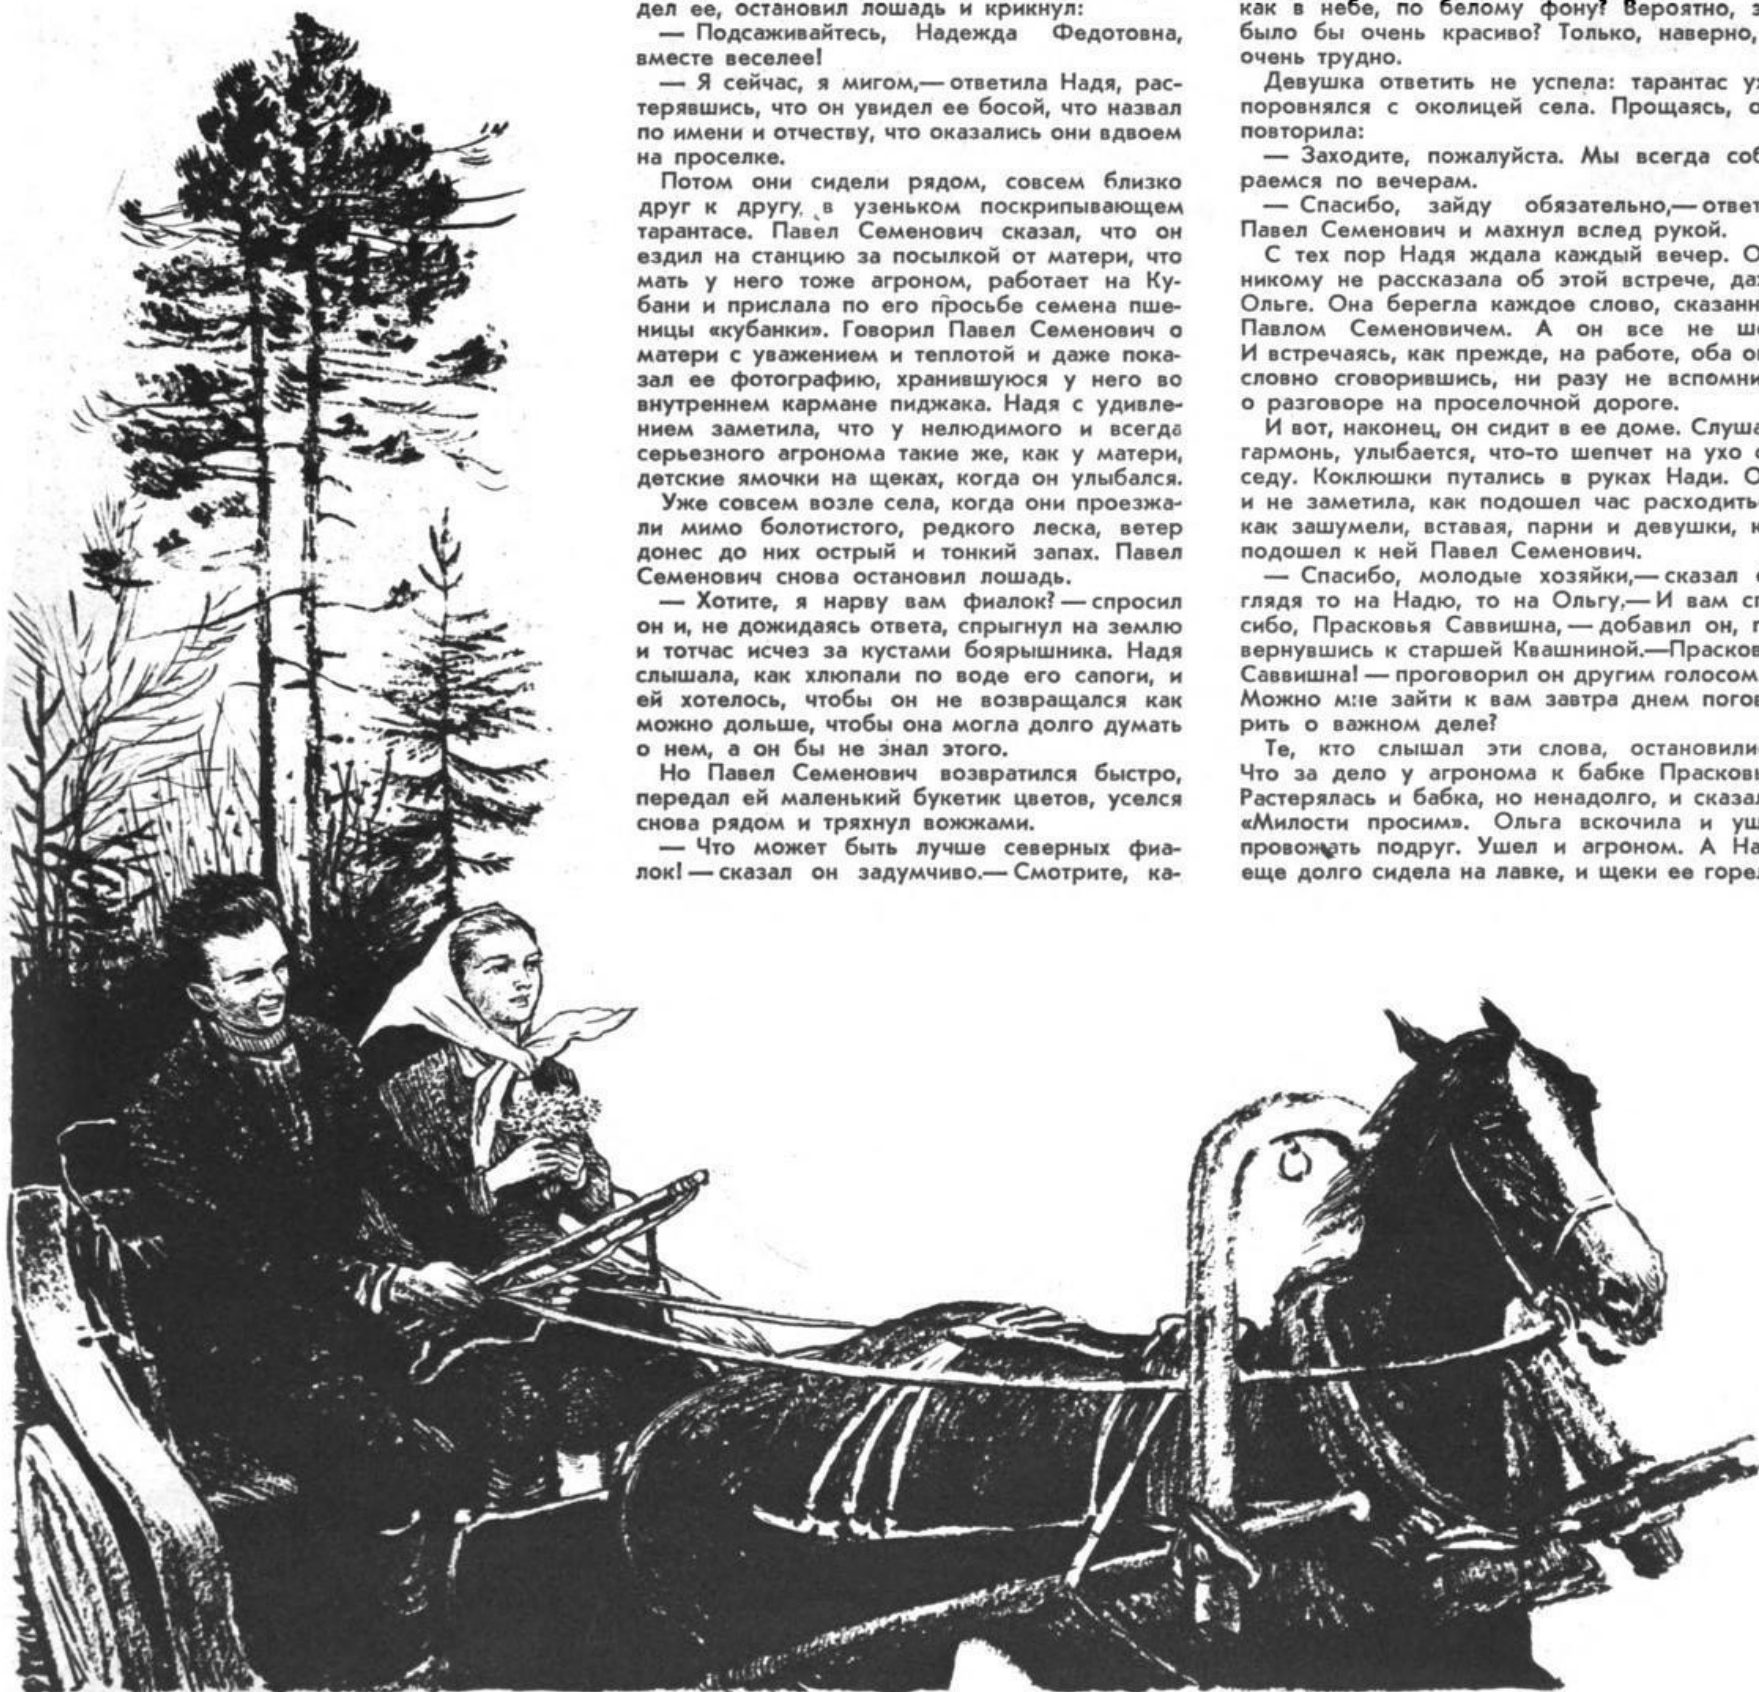 дел ее, остановил лошадь и крикнул:
— Подсаживайтесь, Надежда Федотовна,
вместе веселее!
— Я сейчас, я мигом,— ответила Надя, рас-
терявшись, что он увидел ее босой, что назвал
по имени и отчеству, что оказались они вдвоем
на проселке.
Потом они сидели рядом, совсем близко
друг к другу, в узеньком поскрипывающем
тарантасе. Павел Семенович сказал, что он
ездил на станцию за посылкой от матери, что
мать у него тоже агроном, работает на Ку-
бани и прислала по его просьбе семена пше-
ницы «кубанки». Говорил Павел Семенович о
матери с уважением и теплотой и даже пока-
зал ее фотографию, хранившуюся у него во
внутреннем кармане пиджака. Надя с удивле-
нием заметила, что у нелюдимого и всегда
серьезного агронома такие же, как у матери,
детские ямочки на щеках, когда он улыбался.
Уже совсем возле села, когда они проезжа-
ли мимо болотистого, редкого леска, ветер
донес до них острый и тонкий запах. Павел
Семенович снова остановил лошадь.
— Хотите, я нарву вам фиалок? — спросил
он и, не дожидаясь ответа, спрыгнул на землю
и тотчас исчез за кустами боярышника. Надя
слышала, как хлюпали по воде его сапоги, и
ей хотелось, чтобы он не возвращался как
можно дольше, чтобы она могла долго думать
о нем, а он бы не знал этого.
Но Павел Семенович возвратился быстро,
передал ей маленький букетик цветов, уселся
снова рядом и тряхнул вожжами.
— Что может быть лучше северных фиа-
лок! — сказал он задумчиво.— Смотрите, ка-
как в небе, по белому фону? Вероятно, э
было бы очень красиво? Только, наверно,
очень трудно.
Девушка ответить не успела: тарантас уж
поровнялся с околицей села. Прощаясь, о
повторила:
— Заходите, пожалуйста. Мы всегда соб
раемся по вечерам.
— Спасибо, зайду обязательно,— ответ
Павел Семенович и махнул вслед рукой.
С тех пор Надя ждала каждый вечер. О
никому не рассказала об этой встрече, да
Ольге. Она берегла каждое слово, сказанн
Павлом Семеновичем. А он все не ше
И встречаясь, как прежде, на работе, оба он
словно сговорившись, ни разу не вспомни
о разговоре на проселочной дороге.
И вот, наконец, он сидит в ее доме. Слуша
гармонь, улыбается, что-то шепчет на ухо с
седу. Коклюшки путались в руках Нади. О
и не заметила, как подошел час расходить
как зашумели, вставая, парни и девушки, к
подошел к ней Павел Семенович.
— Спасибо, молодые хозяйки,— сказал о
глядя то на Надю, то на Ольгу.— И вам сп
сибо, Прасковья Саввишна, — добавил он, п
вернувшись к старшей Квашниной.—Прасков
Саввишна! — проговорил он другим голосом
Можно мне зайти к вам завтра днем погов
рить о важном деле?
Те, кто слышал эти слова, остановили
Что за дело у агронома к бабке Прасковь
Растерялась и бабка, но ненадолго, и сказал
«Милости просим». Ольга вскочила и уш
провожать подруг. Ушел и агроном. А На
еще долго сидела на лавке, и щеки ее горел